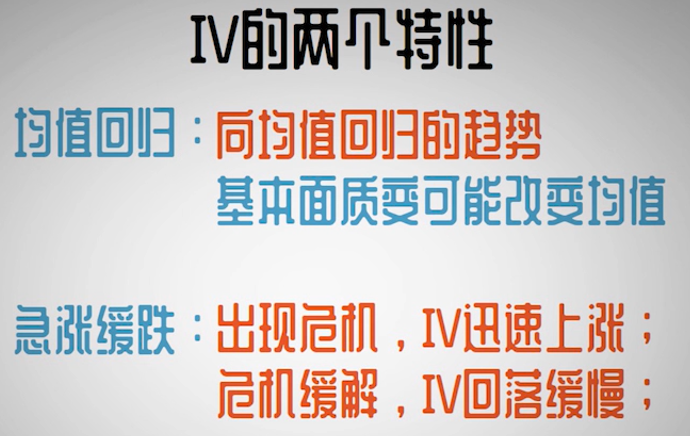 IV的两个特性
均值回归：向均值回归的趋势
基本面质变可能改变均值
急涨缓跌：出现危机，IV迅速上涨；
危机缓解，IV回落缓慢；